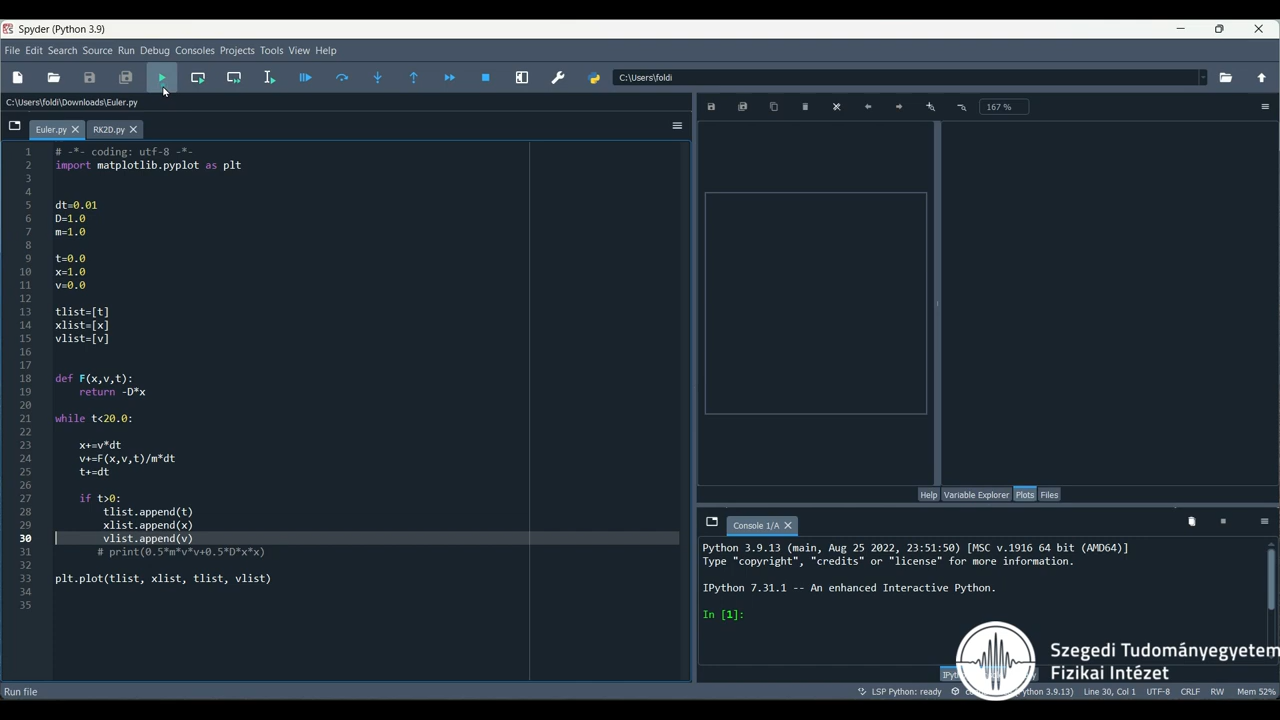 Spyder (Python 3.9)
File Edit Search Source Run Debug Consoles Projects Tools View Help
C:\Users\foldi
C:\Users\foldi\Downloads\Euler.py
Euler.py
RK2D.py
1 # -*- coding: utf-8 -*-
2 import matplotlib.pyplot as plt
3
4
5 dt=0.01
6 D=1.0
7 m=1.0
8
9 t=0.0
10 x=1.0
11 v=0.0
12
13 tlist=[t]
14 xlist=[x]
15 vlist=[v]
16
17
18 def F(x,v,t):
19 return -D*x
20
21 while t<20.0:
22
23 x+=v*dt
24 v+=F(x,v,t)/m*dt
25 t+=dt
26
27 if t>0:
28 tlist.append(t)
29 xlist.append(x)
30 vlist.append(v)
31 # print(0.5*m*v*v+0.5*D*x*x)
32
33 plt.plot(tlist, xlist, tlist, vlist)
34
35
167 %
Help Variable Explorer Plots Files
Console 1/A
Python 3.9.13 (main, Aug 25 2022, 23:51:50) [MSC v.1916 64 bit (AMD64)]
Type "copyright", "credits" or "license" for more information.
IPython 7.31.1 -- An enhanced Interactive Python.
In [1]:
Szegedi Tudományegyetem
Fizikai Intézet
Run file
LSP Python: ready
3.9.13)
Line 30, Col 1
UTF-8
CRLF
RW
Mem 52%